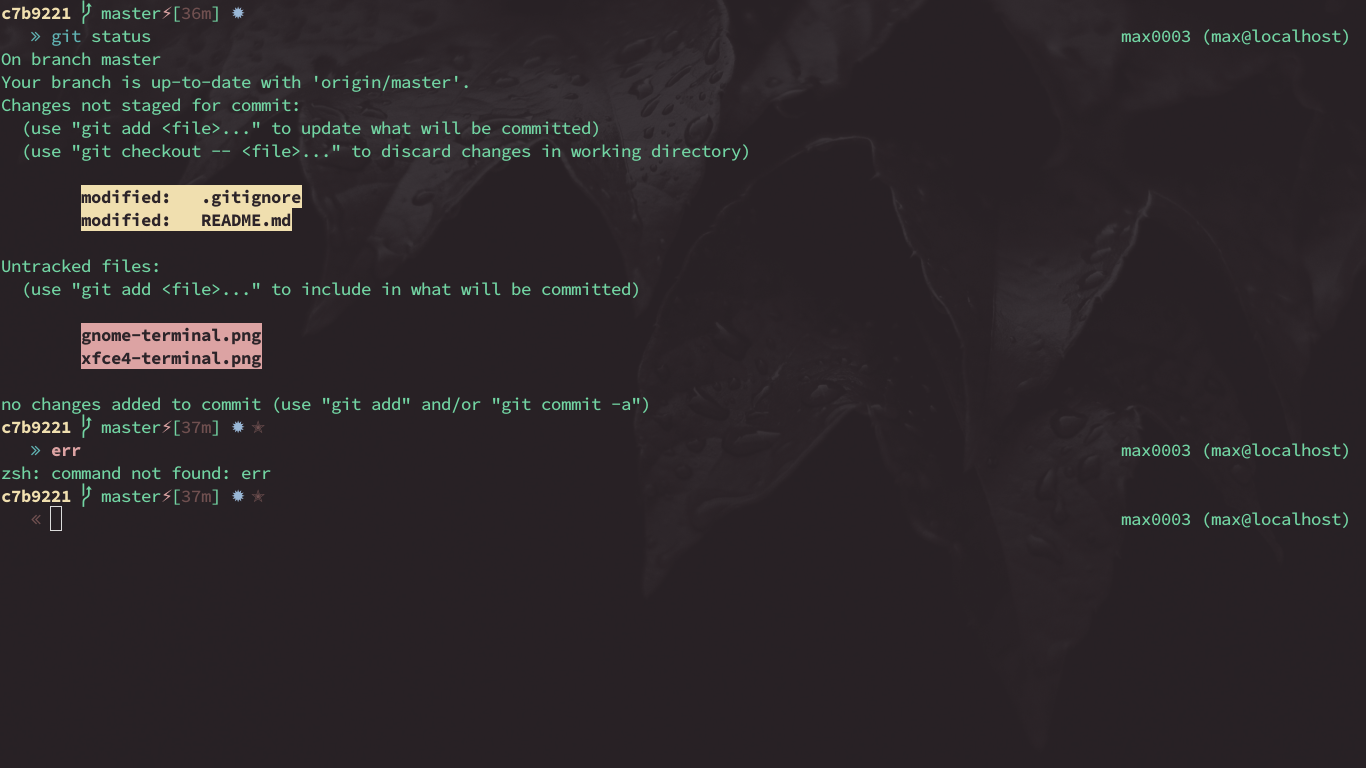 c7b9221 master⚡[36m] ✹
» git status max0003 (max@localhost)
On branch master
Your branch is up-to-date with 'origin/master'.
Changes not staged for commit:
(use "git add <file>..." to update what will be committed)
(use "git checkout -- <file>..." to discard changes in working directory)
modified: .gitignore
modified: README.md
Untracked files:
(use "git add <file>..." to include in what will be committed)
gnome-terminal.png
xfce4-terminal.png
no changes added to commit (use "git add" and/or "git commit -a")
c7b9221 master⚡[37m] ✹ ✭
» err max0003 (max@localhost)
zsh: command not found: err
c7b9221 master⚡[37m] ✹ ✭
« max0003 (max@localhost)